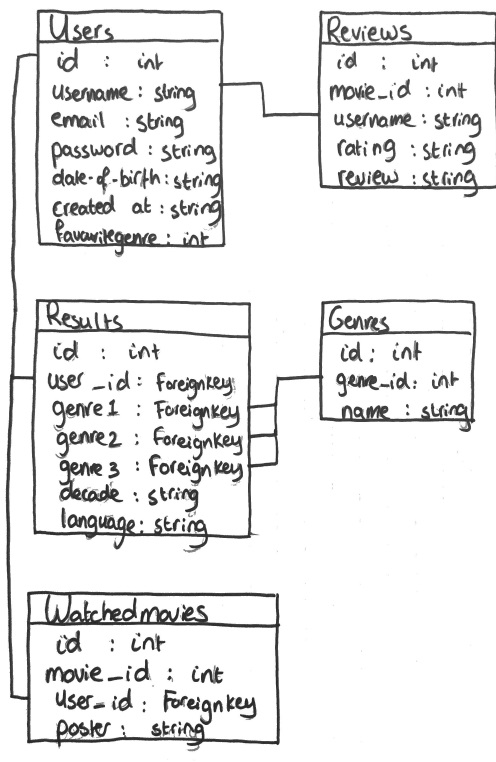 Users
id : int
username : string
email : string
password : string
date-of-birth : string
created at : string
favouritegenre : int
Reviews
id : int
movie_id : int
username : string
rating : string
review : string
Results
id : int
user_id : Foreignkey
genre1 : Foreignkey
genre2 : Foreignkey
genre 3 : Foreignkey
decade : string
language : string
Genres
id : int
genre_id : int
name : string
Watchedmovies
id : int
movie_id : int
user_id : Foreignkey
poster : string